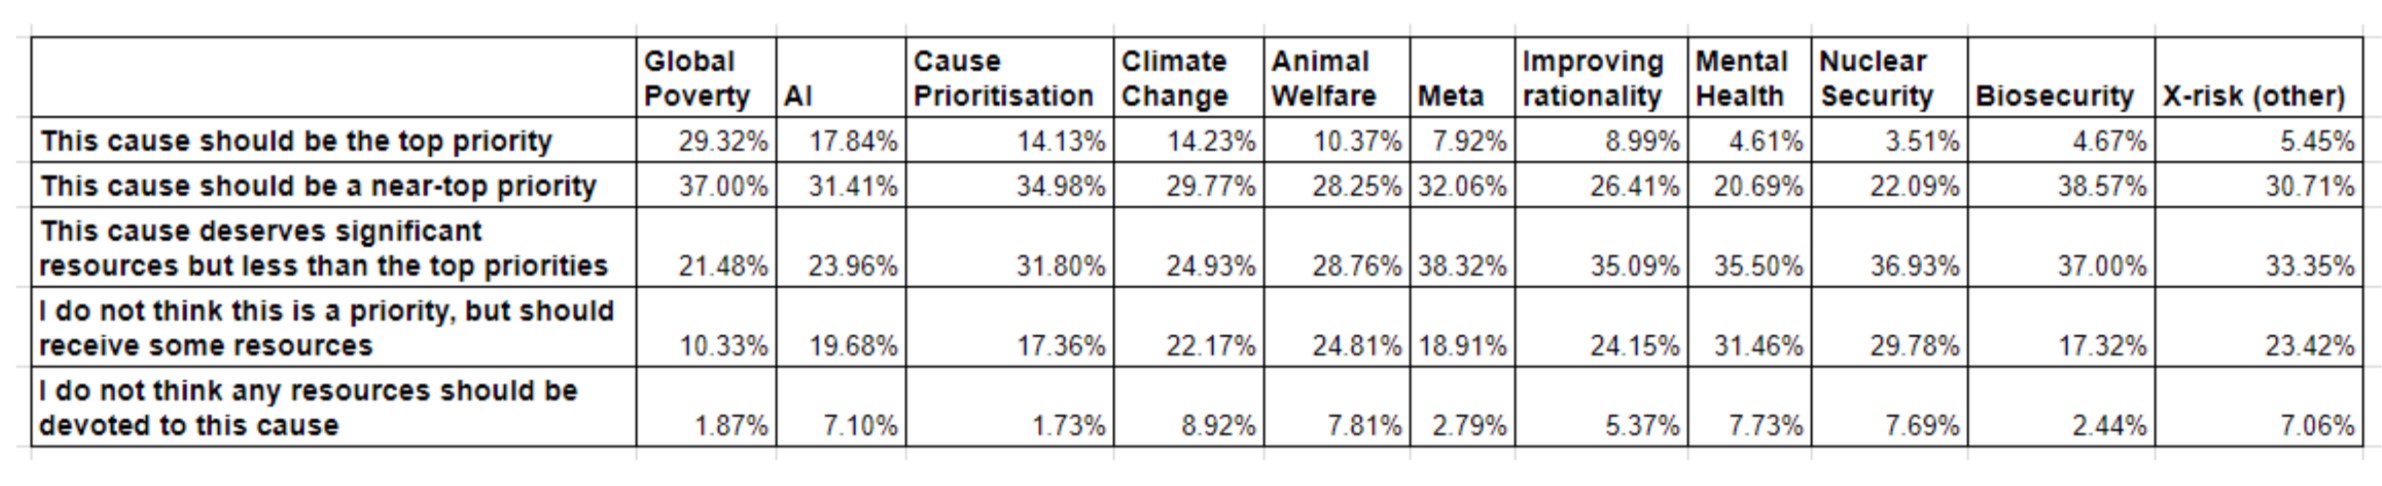 Global Poverty AI Cause Prioritisation Climate Change Animal Welfare Meta Improving rationality Mental Health Nuclear Security Biosecurity X-risk (other)
This cause should be the top priority 29.32% 17.84% 14.13% 14.23% 10.37% 7.92% 8.99% 4.61% 3.51% 4.67% 5.45%
This cause should be a near-top priority 37.00% 31.41% 34.98% 29.77% 28.25% 32.06% 26.41% 20.69% 22.09% 38.57% 30.71%
This cause deserves significant
resources but less than the top priorities 21.48% 23.96% 31.80% 24.93% 28.76% 38.32% 35.09% 35.50% 36.93% 37.00% 33.35%
I do not think this is a priority, but should
receive some resources 10.33% 19.68% 17.36% 22.17% 24.81% 18.91% 24.15% 31.46% 29.78% 17.32% 23.42%
I do not think any resources should be
devoted to this cause 1.87% 7.10% 1.73% 8.92% 7.81% 2.79% 5.37% 7.73% 7.69% 2.44% 7.06%